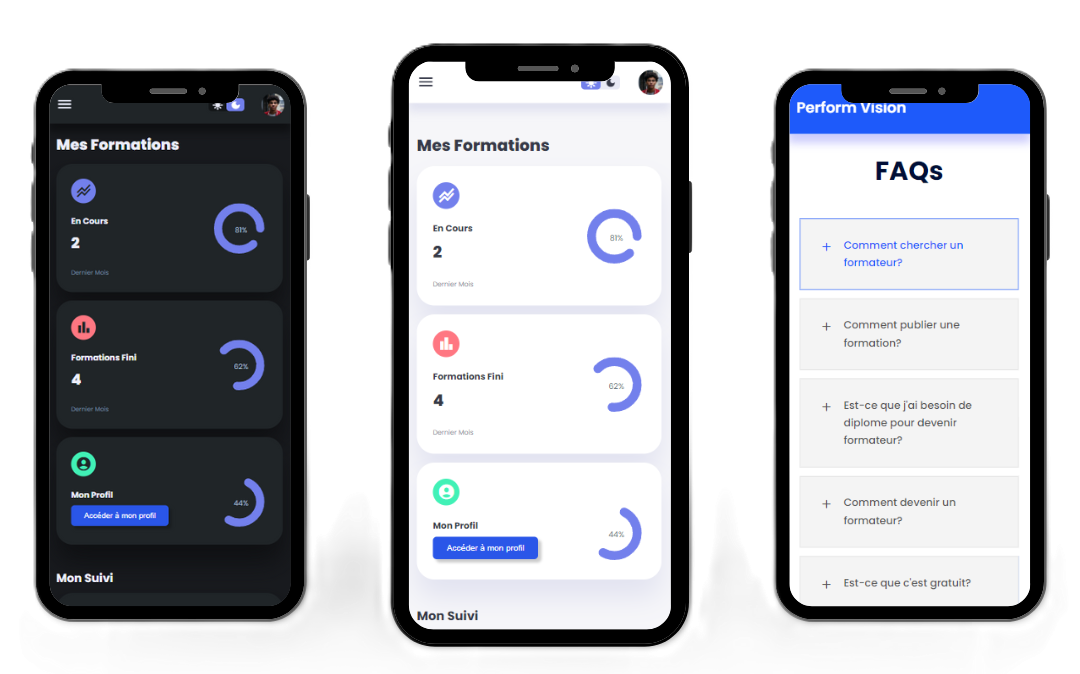 Mes Formations
En Cours
2
81%
Dernier Mois
Formations Fini
4
62%
Dernier Mois
Mon Profil
Accéder à mon profil
44%
Mon Suivi
Mes Formations
En Cours
2
81%
Dernier Mois
Formations Fini
4
62%
Dernier Mois
Mon Profil
Accéder à mon profil
44%
Mon Suivi
Perform Vision
FAQs
+ Comment chercher un
formateur?
+ Comment publier une
formation?
+ Est-ce que j'ai besoin de
diplome pour devenir
formateur?
+ Comment devenir un
formateur?
+ Est-ce que c'est gratuit?